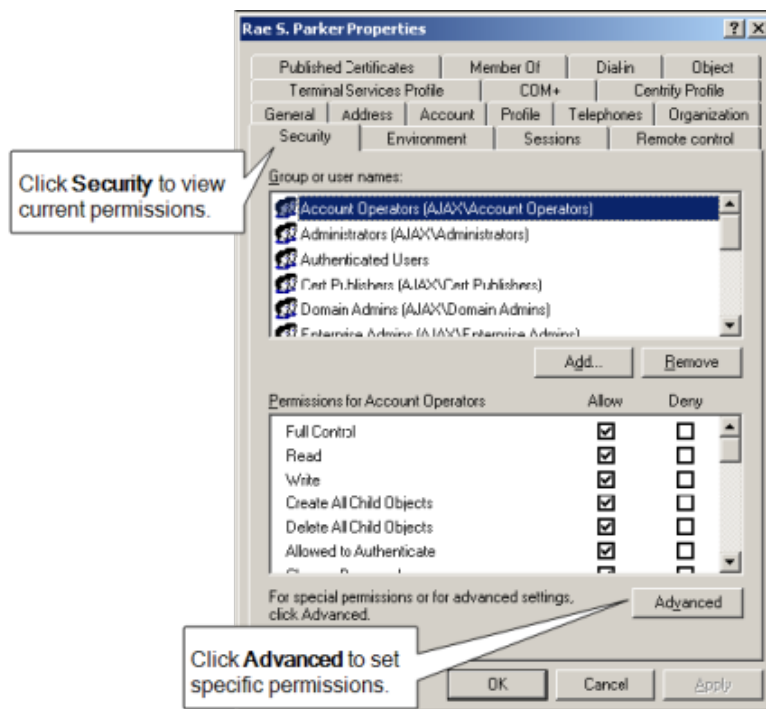 Rae S. Parker Properties
Published Certificates Member Of Dial-in Object
Terminal Services Profile COM+ Centrify Profile
General Address Account Profile Telephones Organization
Security Environment Sessions Remote control
Click Security to view
current permissions.
Group or user names:
Account Operators (AJAX\Account Operators)
Administrators (AJAX\Administrators)
Authenticated Users
Cert Publishers (AJAX\Cert Publishers)
Domain Admins (AJAX\Domain Admins)
Enterprise Admins (AJAX\Enterprise Admins)
Add... Remove
Permissions for Account Operators Allow Deny
Full Control
Read
Write
Create All Child Objects
Delete All Child Objects
Allowed to Authenticate
For special permissions or for advanced settings,
click Advanced.
Advanced
Click Advanced to set
specific permissions.
OK Cancel Apply